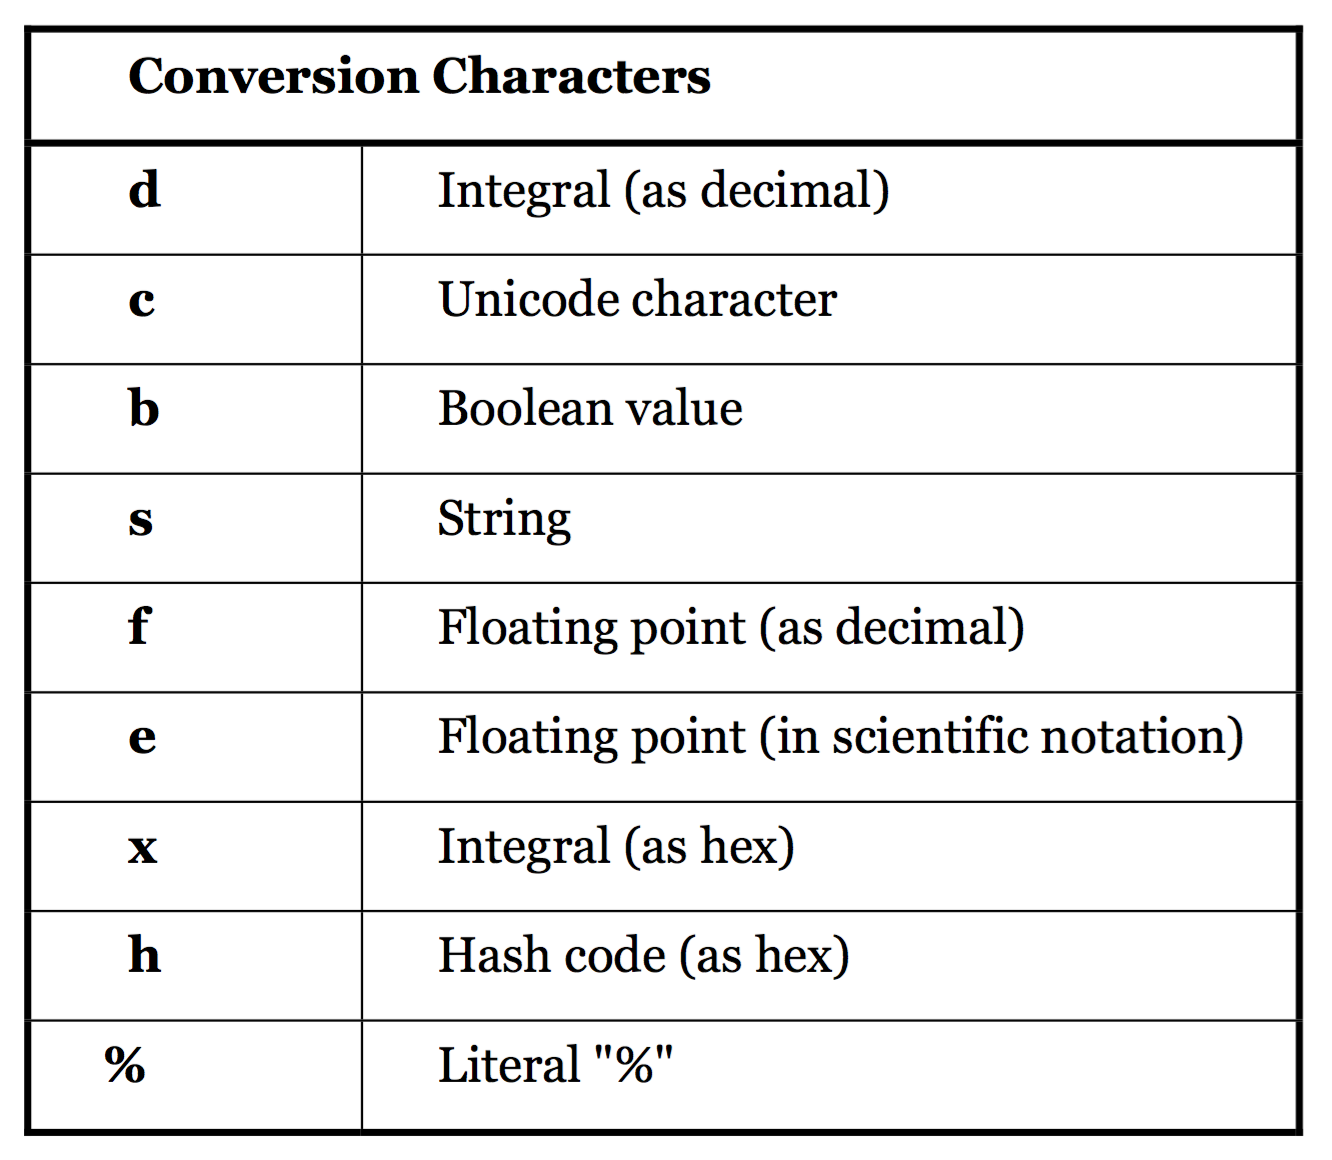 Conversion Characters
d Integral (as decimal)
c Unicode character
b Boolean value
s String
f Floating point (as decimal)
e Floating point (in scientific notation)
x Integral (as hex)
h Hash code (as hex)
% Literal "%"